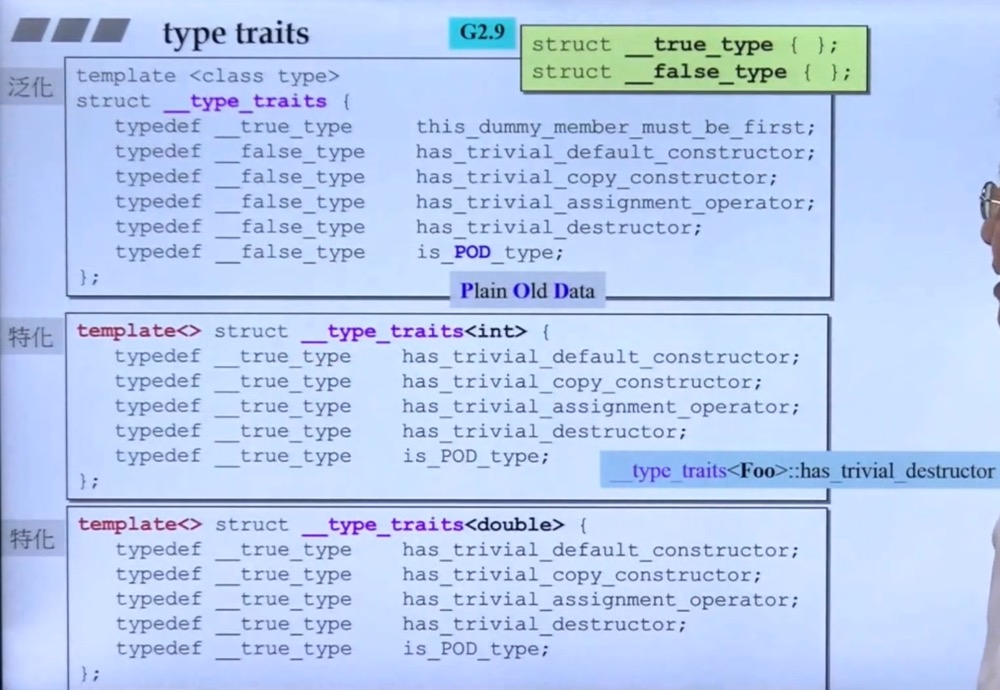 type traits
G2.9
struct __true_type { };
struct __false_type { };
泛化
template <class type>
struct __type_traits {
typedef __true_type this_dummy_member_must_be_first;
typedef __false_type has_trivial_default_constructor;
typedef __false_type has_trivial_copy_constructor;
typedef __false_type has_trivial_assignment_operator;
typedef __false_type has_trivial_destructor;
typedef __false_type is_POD_type;
};
Plain Old Data
特化
template<> struct __type_traits<int> {
typedef __true_type has_trivial_default_constructor;
typedef __true_type has_trivial_copy_constructor;
typedef __true_type has_trivial_assignment_operator;
typedef __true_type has_trivial_destructor;
typedef __true_type is_POD_type;
};
__type_traits<Foo>::has_trivial_destructor
特化
template<> struct __type_traits<double> {
typedef __true_type has_trivial_default_constructor;
typedef __true_type has_trivial_copy_constructor;
typedef __true_type has_trivial_assignment_operator;
typedef __true_type has_trivial_destructor;
typedef __true_type is_POD_type;
};